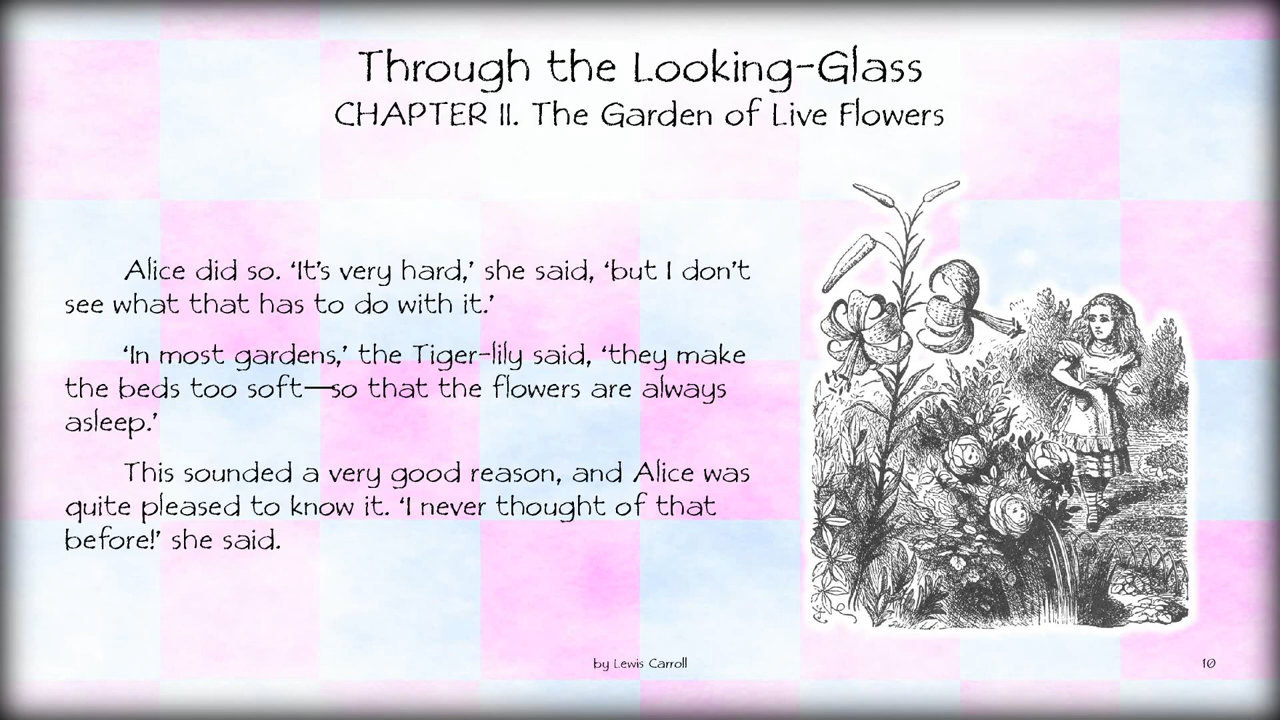 Through the Looking-Glass
CHAPTER II. The Garden of Live Flowers
Alice did so. ‘It’s very hard,’ she said, ‘but I don’t
see what that has to do with it.’
‘In most gardens,’ the Tiger-lily said, ‘they make
the beds too soft—so that the flowers are always
asleep.’
This sounded a very good reason, and Alice was
quite pleased to know it. ‘I never thought of that
before!’ she said.
by Lewis Carroll
10